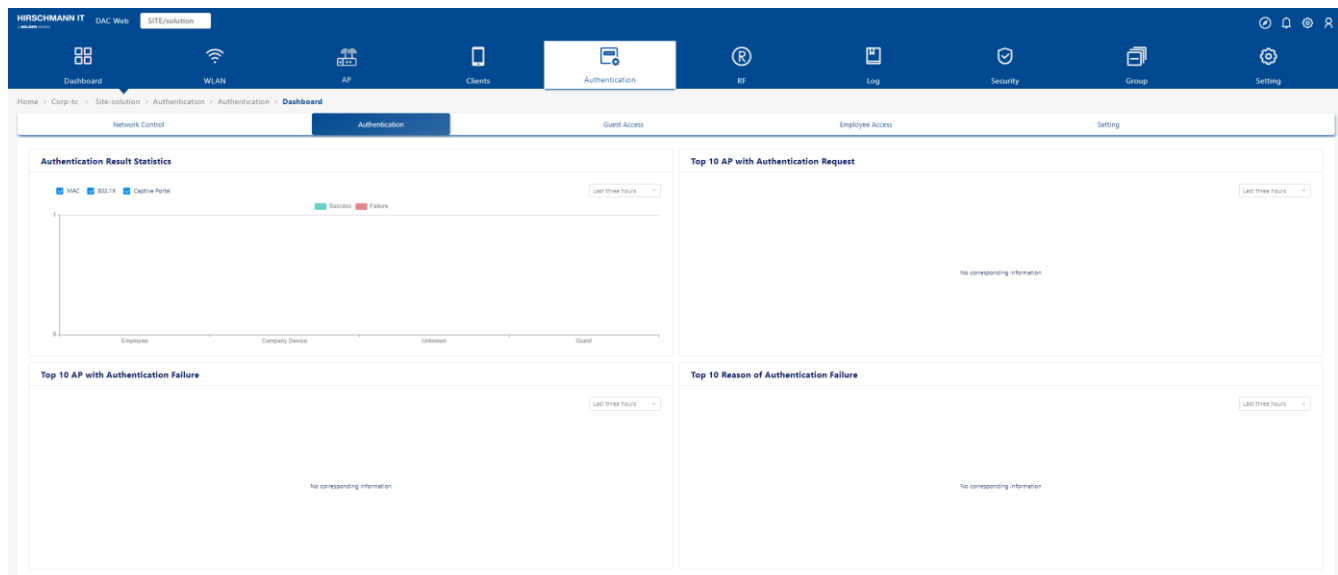 HIRSCHMANN IT DAC Web SITE/solution
Dashboard WLAN AP Clients Authentication RF Log Security Group Setting
Home > Corp-tc > Site-solution > Authentication > Authentication > Dashboard
Network Control Authentication Guest Access Employee Access Setting
Authentication Result Statistics
MAC 802.1X Captive Portal Last three hours
Success Failure
1
0
Employee Company Device Unknown Guest
Top 10 AP with Authentication Request
Last three hours
No corresponding information
Top 10 AP with Authentication Failure
Last three hours
No corresponding information
Top 10 Reason of Authentication Failure
Last three hours
No corresponding information